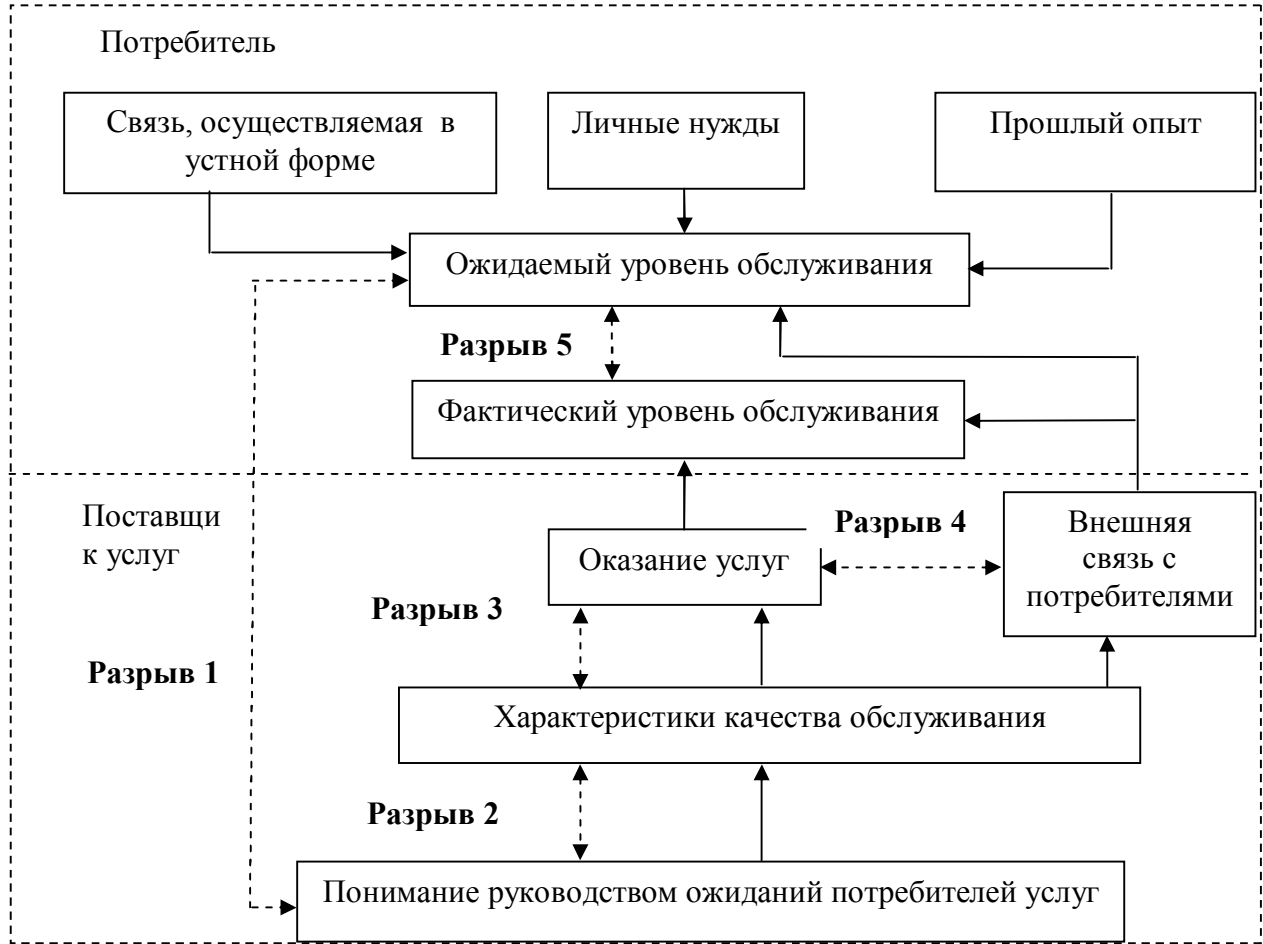 Потребитель
Связь, осуществляемая в
устной форме
Личные нужды
Прошлый опыт
Ожидаемый уровень обслуживания
Разрыв 5
Фактический уровень обслуживания
Поставщи
к услуг
Разрыв 4
Внешняя
связь с
потребителями
Оказание услуг
Разрыв 3
Разрыв 1
Характеристики качества обслуживания
Разрыв 2
Понимание руководством ожиданий потребителей услуг